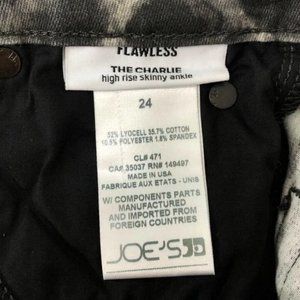 FLAWLESS
THE CHARLIE
high rise skinny ankle
24
52% LYOCELL 35.7% COTTON
10.5% POLYESTER 1.8% SPANDEX
CL# 471
CA# 35037 RN# 149497
MADE IN USA
FABRIQUE AUX ETATS - UNIS
W/ COMPONENTS PARTS
MANUFACTURED
AND IMPORTED FROM
FOREIGN COUNTRIES
JOE'S